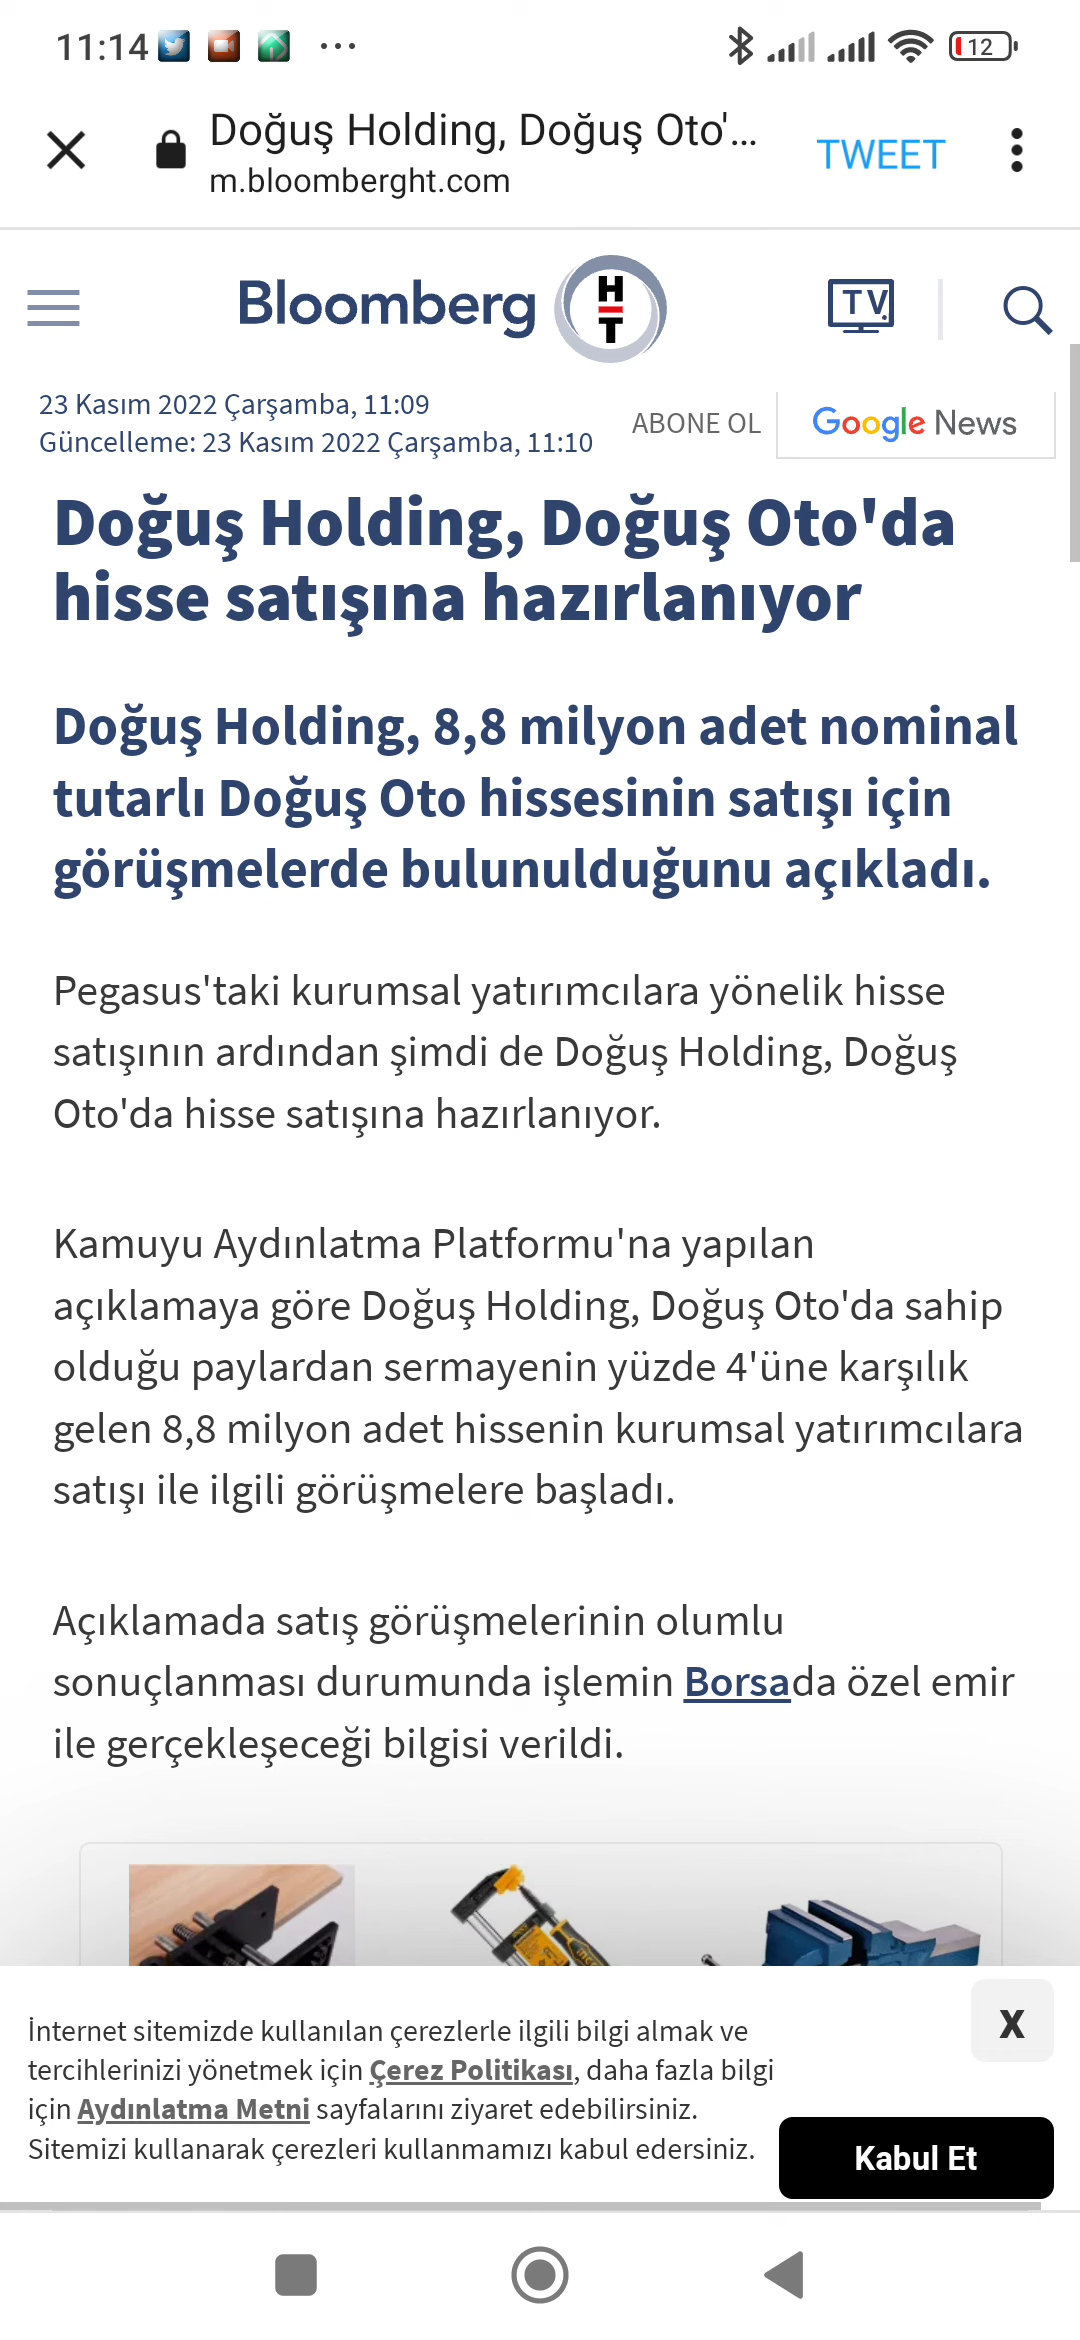 11:14
12
Doğuş Holding, Doğuş Oto'...
m.bloomberght.com
TWEET
Bloomberg HT
TV
23 Kasım 2022 Çarşamba, 11:09
Güncelleme: 23 Kasım 2022 Çarşamba, 11:10
ABONE OL
Google News
Doğuş Holding, Doğuş Oto'da
hisse satışına hazırlanıyor
Doğuş Holding, 8,8 milyon adet nominal
tutarlı Doğuş Oto hissesinin satışı için
görüşmelerde bulunulduğunu açıkladı.
Pegasus'taki kurumsal yatırımcılara yönelik hisse
satışının ardından şimdi de Doğuş Holding, Doğuş
Oto'da hisse satışına hazırlanıyor.
Kamuyu Aydınlatma Platformu'na yapılan
açıklamaya göre Doğuş Holding, Doğuş Oto'da sahip
olduğu paylardan sermayenin yüzde 4'üne karşılık
gelen 8,8 milyon adet hissenin kurumsal yatırımcılara
satışı ile ilgili görüşmelere başladı.
Açıklamada satış görüşmelerinin olumlu
sonuçlanması durumunda işlemin Borsada özel emir
ile gerçekleşeceği bilgisi verildi.
İnternet sitemizde kullanılan çerezlerle ilgili bilgi almak ve
tercihlerinizi yönetmek için Çerez Politikası, daha fazla bilgi
için Aydınlatma Metni sayfalarını ziyaret edebilirsiniz.
Sitemizi kullanarak çerezleri kullanmamızı kabul edersiniz.
X
Kabul Et